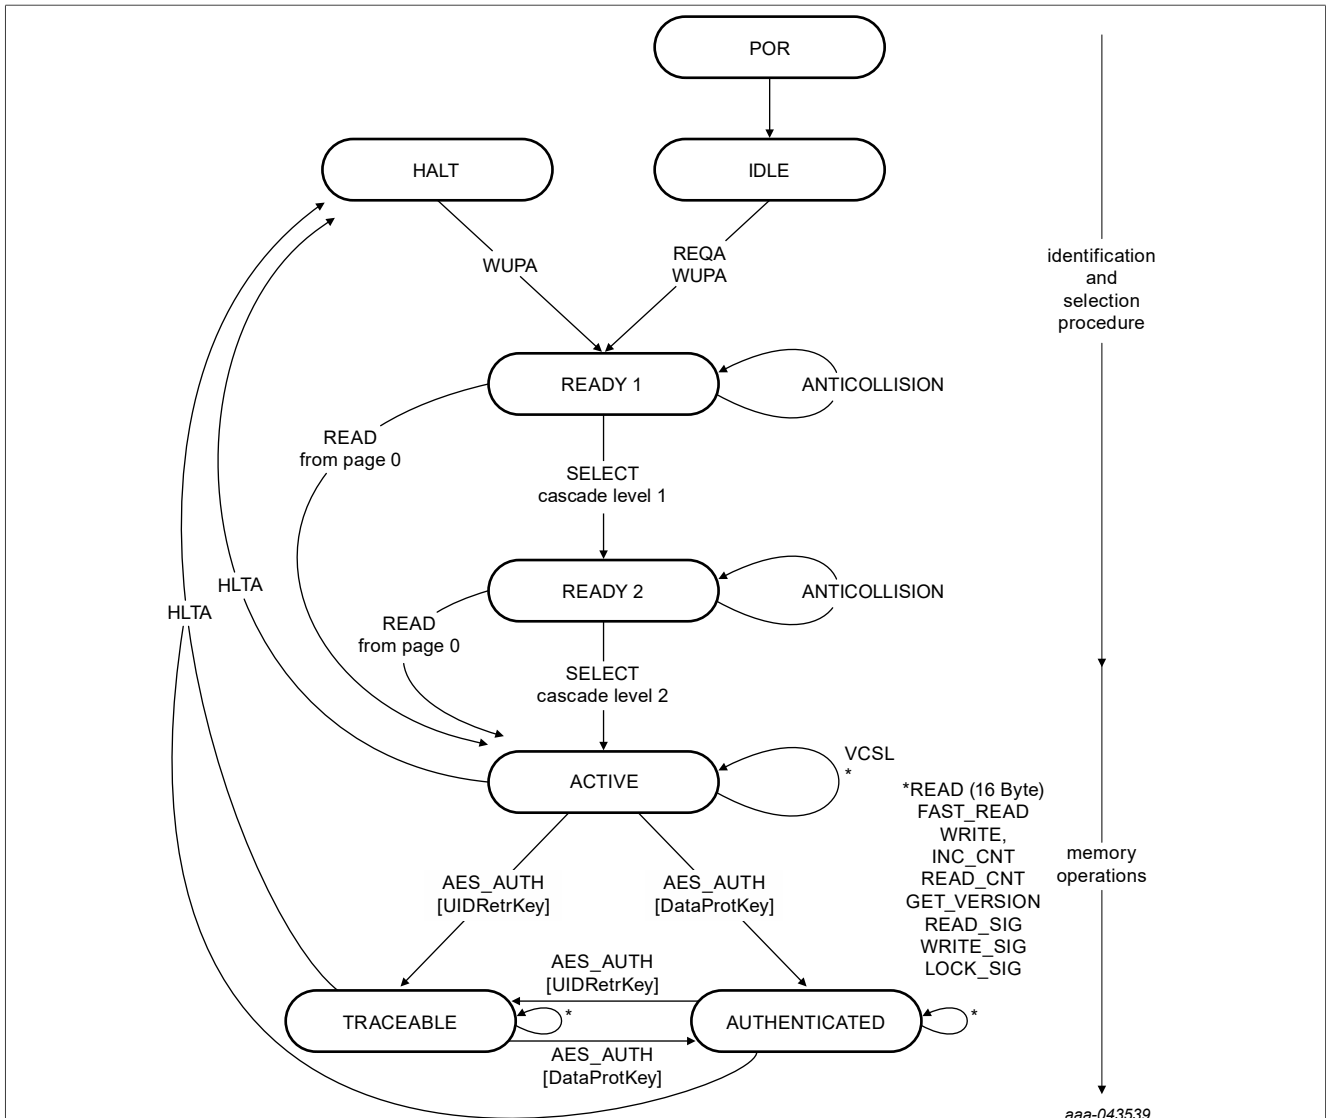 POR
HALT
IDLE
WUPA
REQA
WUPA
identification
and
selection
procedure
READY 1
ANTICOLLISION
READ
from page 0
SELECT
cascade level 1
HLTA
HLTA
READY 2
ANTICOLLISION
READ
from page 0
SELECT
cascade level 2
ACTIVE
VCSL
*
*READ (16 Byte)
FAST_READ
WRITE,
INC_CNT
READ_CNT
GET_VERSION
READ_SIG
WRITE_SIG
LOCK_SIG
memory
operations
AES_AUTH
[UIDRetrKey]
AES_AUTH
[DataProtKey]
AES_AUTH
[UIDRetrKey]
TRACEABLE
*
AUTHENTICATED
*
AES_AUTH
[DataProtKey]
aaa-043539